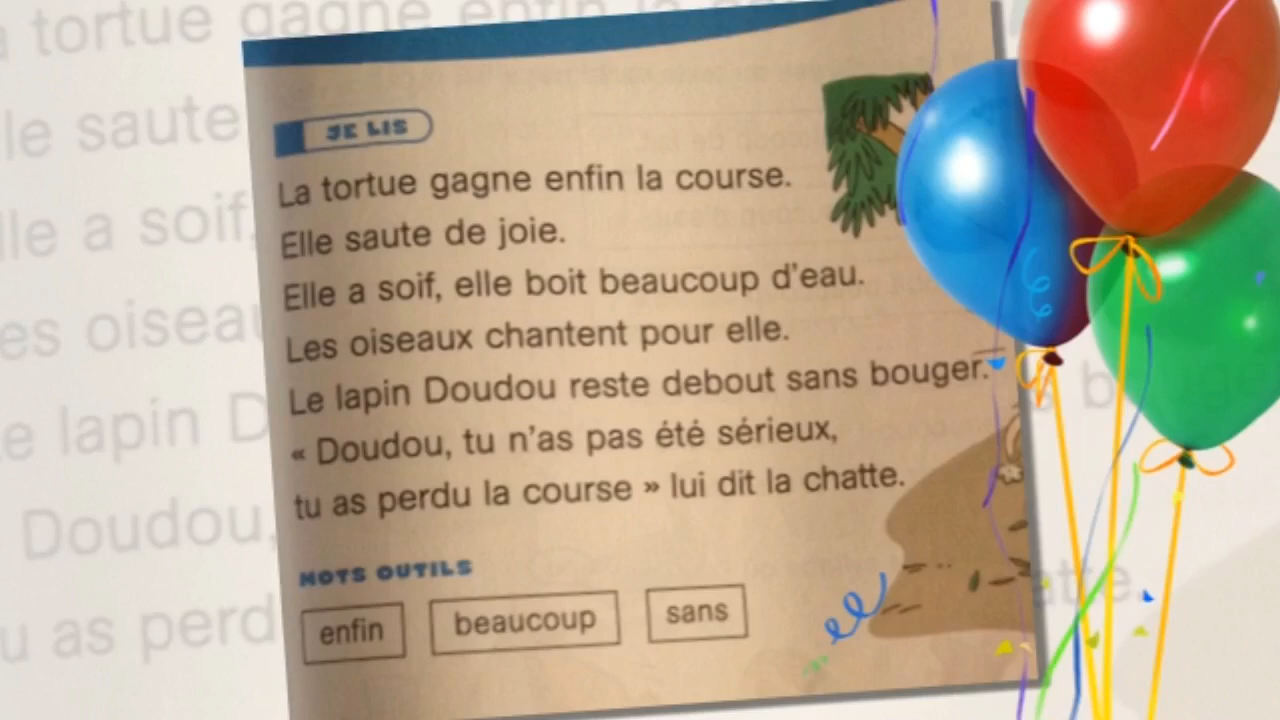 JE LIS
La tortue gagne enfin la course.
Elle saute de joie.
Elle a soif, elle boit beaucoup d'eau.
Les oiseaux chantent pour elle.
Le lapin Doudou reste debout sans bouger.
« Doudou, tu n'as pas été sérieux,
tu as perdu la course » lui dit la chatte.
MOTS OUTILS
enfin beaucoup sans